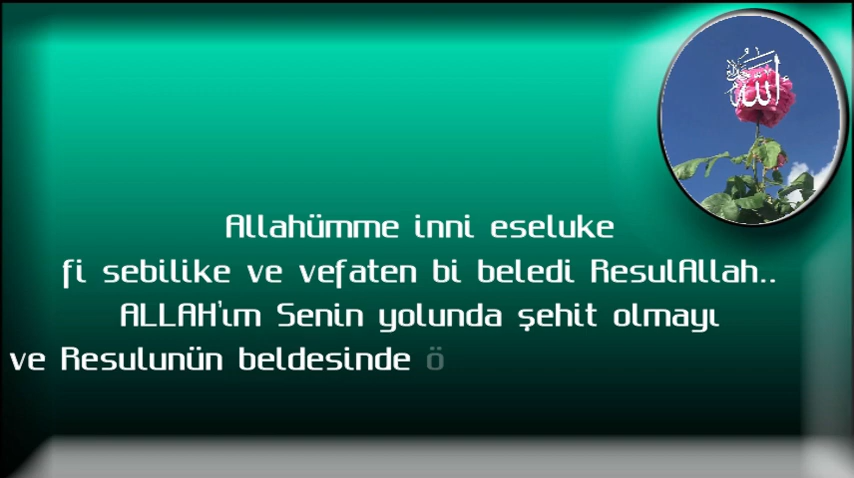 الله
Allahümme inni eseluke
fi sebilike ve vefaten bi beledi ResulAllah..
ALLAH'ım Senin yolunda şehit olmayı
ve Resulunün beldesinde ö